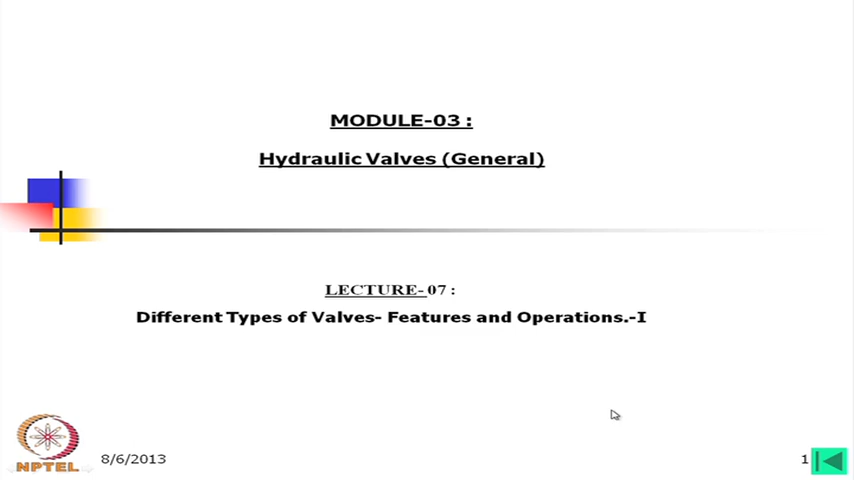 MODULE-03 :
Hydraulic Valves (General)
LECTURE- 07 :
Different Types of Valves- Features and Operations.-I
NPTEL
8/6/2013
1